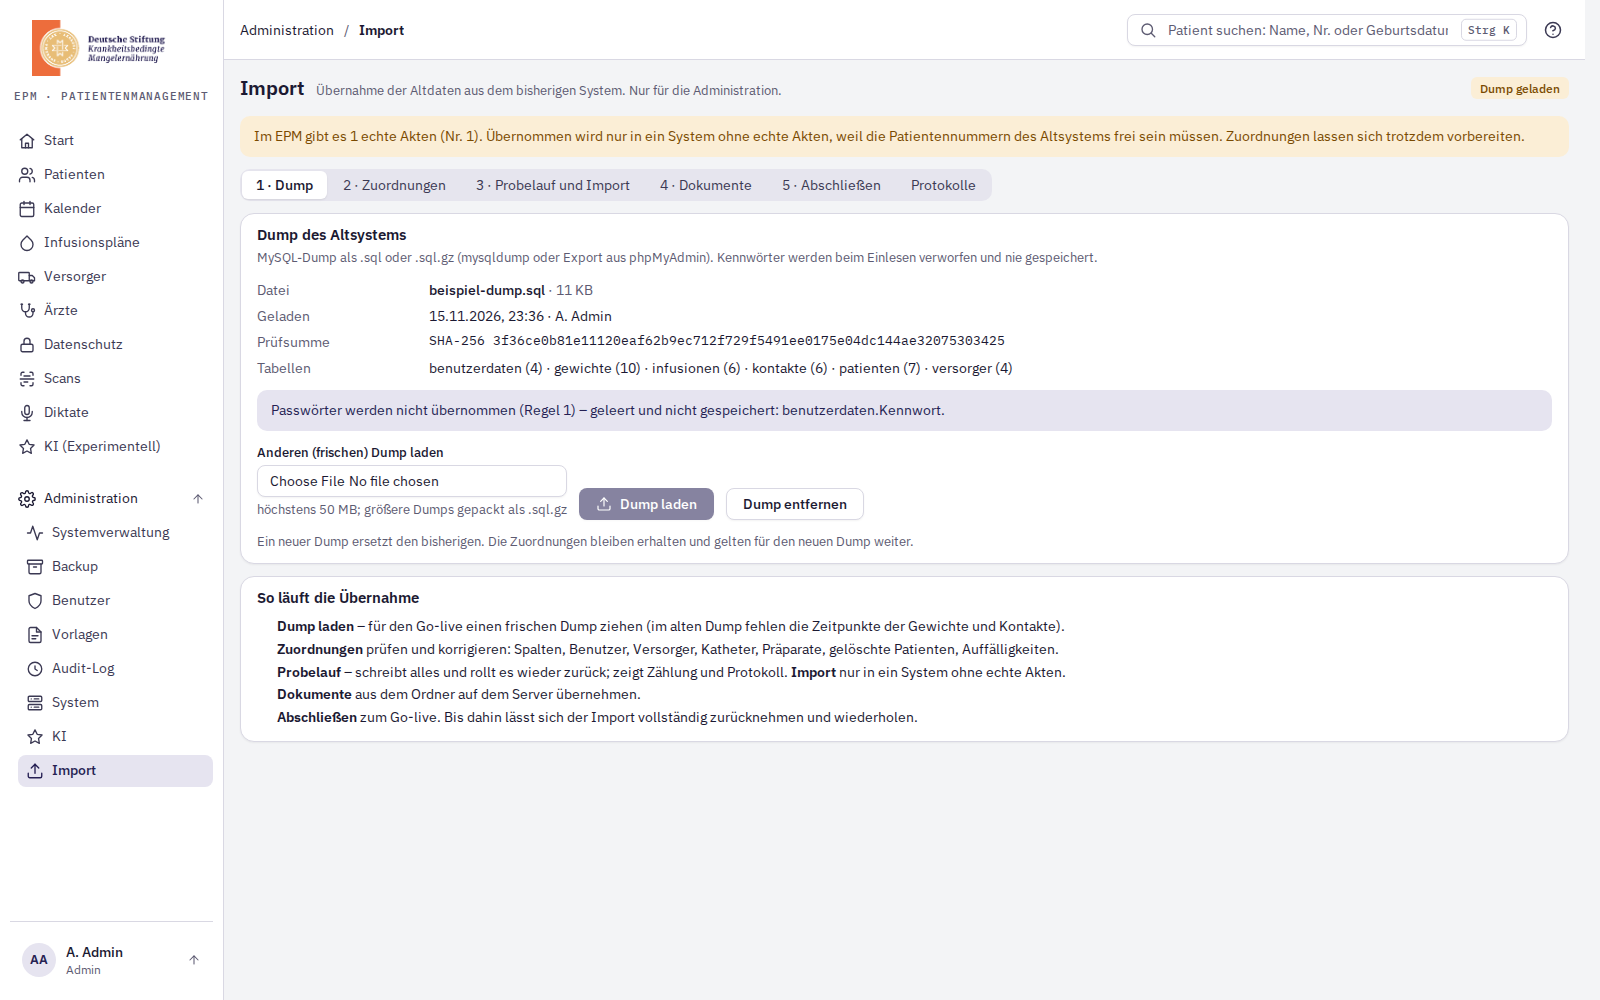 Deutsche Stiftung
Krankheitsbedingte
Mangelernährung
EPM · PATIENTENMANAGEMENT
Start
Patienten
Kalender
Infusionspläne
Versorger
Ärzte
Datenschutz
Scans
Diktate
KI (Experimentell)
Administration
Systemverwaltung
Backup
Benutzer
Vorlagen
Audit-Log
System
KI
Import
AA
A. Admin
Admin
Administration / Import
Patient suchen: Name, Nr. oder Geburtsdatur
Strg K
Import
Übernahme der Altdaten aus dem bisherigen System. Nur für die Administration.
Dump geladen
Im EPM gibt es 1 echte Akten (Nr. 1). Übernommen wird nur in ein System ohne echte Akten, weil die Patientennummern des Altsystems frei sein müssen. Zuordnungen lassen sich trotzdem vorbereiten.
1 · Dump
2 · Zuordnungen
3 · Probelauf und Import
4 · Dokumente
5 · Abschließen
Protokolle
Dump des Altsystems
MySQL-Dump als .sql oder .sql.gz (mysqldump oder Export aus phpMyAdmin). Kennwörter werden beim Einlesen verworfen und nie gespeichert.
Datei
beispiel-dump.sql · 11 KB
Geladen
15.11.2026, 23:36 · A. Admin
Prüfsumme
SHA-256 3f36ce0b81e11120eaf62b9ec712f729f5491ee0175e04dc144ae32075303425
Tabellen
benutzerdaten (4) · gewichte (10) · infusionen (6) · kontakte (6) · patienten (7) · versorger (4)
Passwörter werden nicht übernommen (Regel 1) – geleert und nicht gespeichert: benutzerdaten.Kennwort.
Anderen (frischen) Dump laden
Choose File No file chosen
höchstens 50 MB; größere Dumps gepackt als .sql.gz
Dump laden
Dump entfernen
Ein neuer Dump ersetzt den bisherigen. Die Zuordnungen bleiben erhalten und gelten für den neuen Dump weiter.
So läuft die Übernahme
Dump laden – für den Go-live einen frischen Dump ziehen (im alten Dump fehlen die Zeitpunkte der Gewichte und Kontakte).
Zuordnungen prüfen und korrigieren: Spalten, Benutzer, Versorger, Katheter, Präparate, gelöschte Patienten, Auffälligkeiten.
Probelauf – schreibt alles und rollt es wieder zurück; zeigt Zählung und Protokoll. Import nur in ein System ohne echte Akten.
Dokumente aus dem Ordner auf dem Server übernehmen.
Abschließen zum Go-live. Bis dahin lässt sich der Import vollständig zurücknehmen und wiederholen.